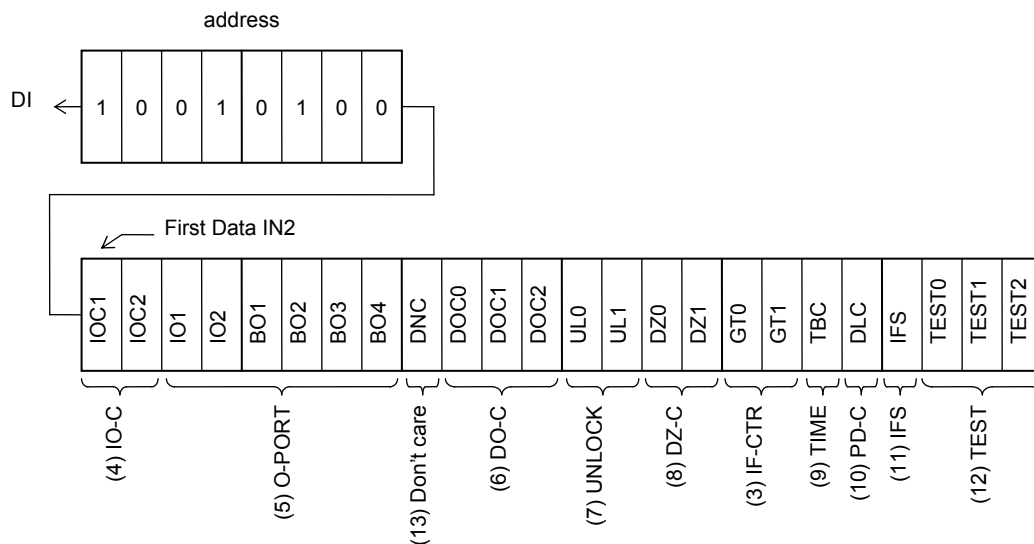 address
DI
1 0 0 1 0 1 0 0
First Data IN2
IOC1 IOC2 IO1 IO2 BO1 BO2 BO3 BO4 DNC DOC0 DOC1 DOC2 UL0 UL1 DZ0 DZ1 GT0 GT1 TBC DLC IFS TEST0 TEST1 TEST2
(4) IO-C
(5) O-PORT
(13) Don't care
(6) DO-C
(7) UNLOCK
(8) DZ-C
(3) IF-CTR
(9) TIME
(10) PD-C
(11) IFS
(12) TEST